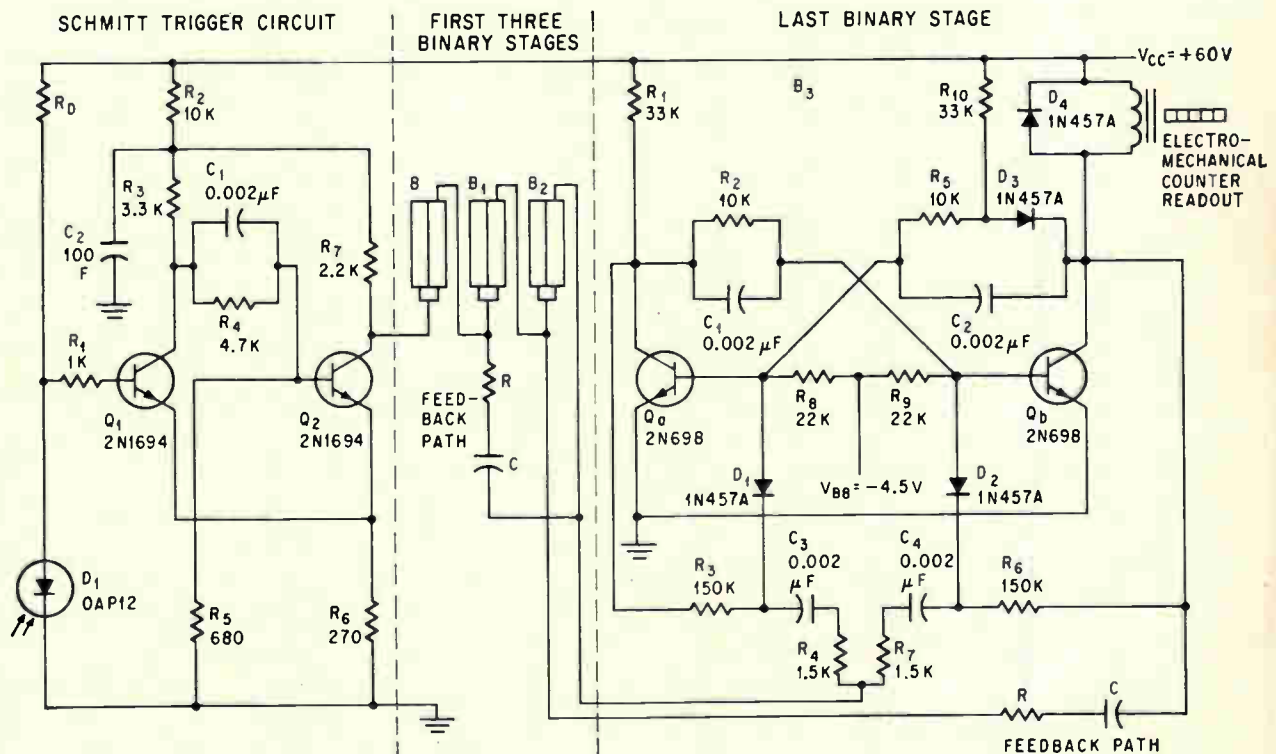 SCHMITT TRIGGER CIRCUIT
FIRST THREE
BINARY STAGES
LAST BINARY STAGE
VCC=+60V
RD
R2
10K
R3
3.3K
C1
0.002μF
C2
100
F
R4
4.7K
R7
2.2K
R1
1K
Q1
2N1694
Q2
2N1694
D1
OAP12
R5
680
R6
270
B
B1
B2
FEED-
BACK
PATH
R
C
R1
33K
B3
R10
33K
D4
1N457A
ELECTRO-
MECHANICAL
COUNTER
READOUT
R2
10K
C1
0.002μF
R5
10K
D3
1N457A
C2
0.002μF
Qa
2N698
R8
22K
R9
22K
Qb
2N698
D1
1N457A
VBB=-4.5V
D2
1N457A
R3
150K
C3
0.002
μF
C4
0.002
μF
R6
150K
R4
1.5K
R7
1.5K
R
C
FEEDBACK PATH